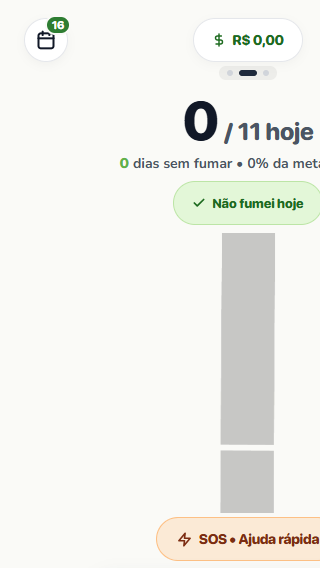 16
R$ 0,00
0 / 11 hoje
0 dias sem fumar • 0% da meta
Não fumei hoje
SOS • Ajuda rápida